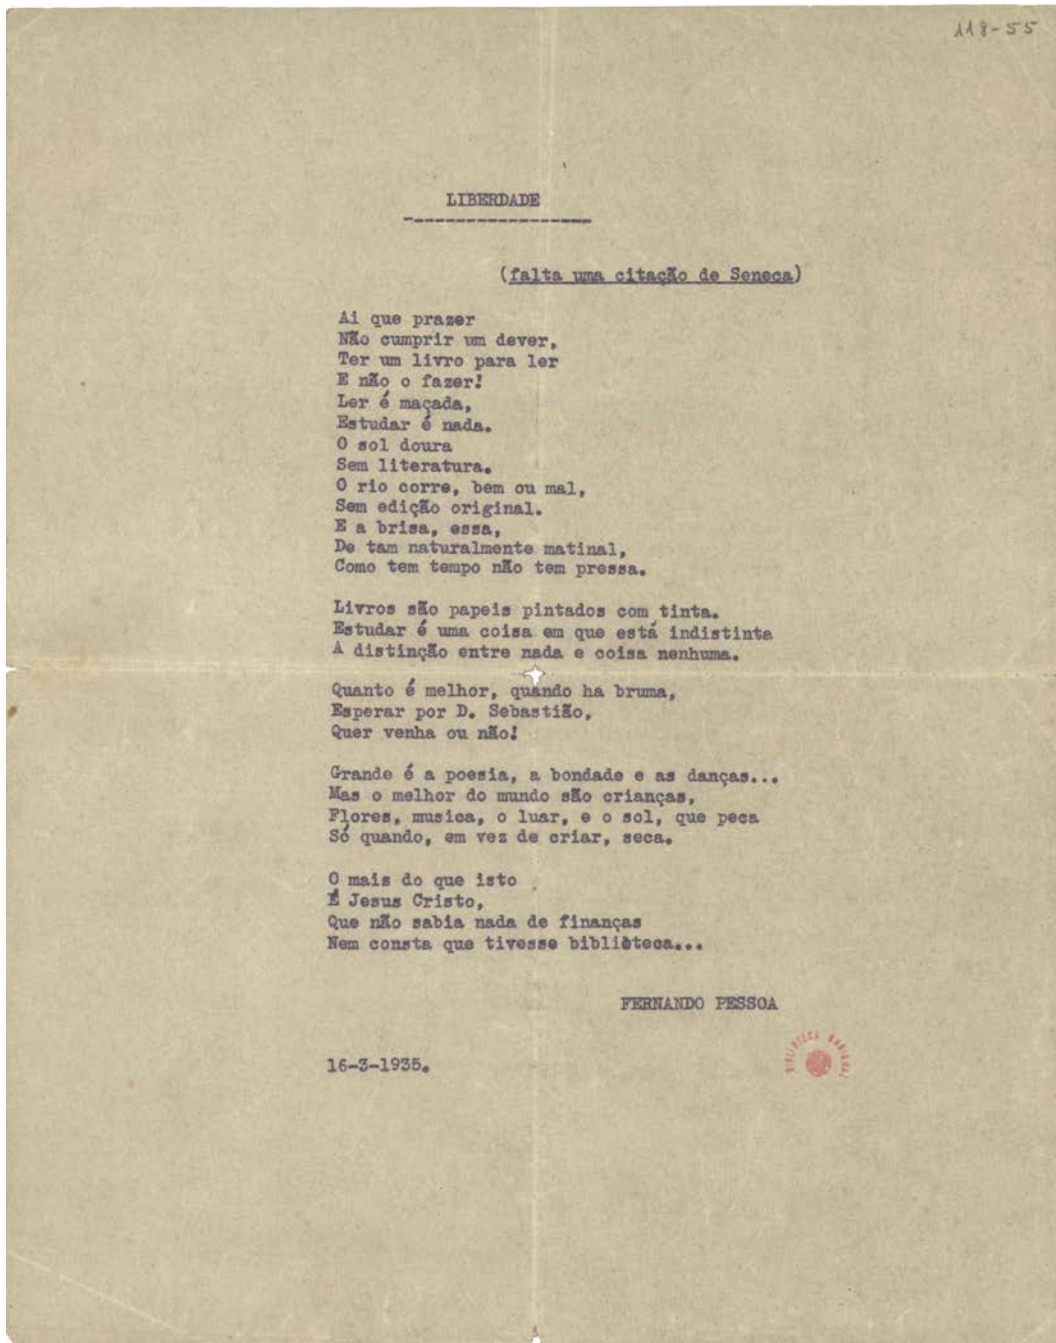 118-55
LIBERDADE
(falta uma citação de Seneca)
Ai que prazer
Não cumprir um dever,
Ter um livro para ler
E não o fazer!
Ler é maçada,
Estudar é nada.
O sol doura
Sem literatura.
O rio corre, bem ou mal,
Sem edição original.
E a brisa, essa,
De tam naturalmente matinal,
Como tem tempo não tem pressa.
Livros são papeis pintados com tinta.
Estudar é uma coisa em que está indistinta
A distinção entre nada e coisa nenhuma.
Quanto é melhor, quando ha bruma,
Esperar por D. Sebastião,
Quer venha ou não!
Grande é a poesia, a bondade e as danças...
Mas o melhor do mundo são crianças,
Flores, musica, o luar, e o sol, que peca
Só quando, em vez de criar, seca.
O mais do que isto
É Jesus Cristo,
Que não sabia nada de finanças
Nem consta que tivesse biblioteca...
FERNANDO PESSOA
16-3-1935.
BIBLIOTECA NACIONAL